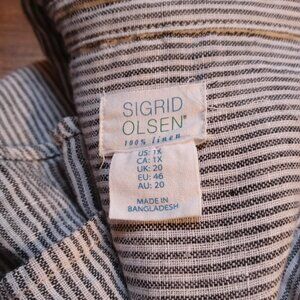 SIGRID
OLSEN®
100% linen
US: 1X
CA: 1X
UK: 20
EU: 46
AU: 20
MADE IN
BANGLADESH